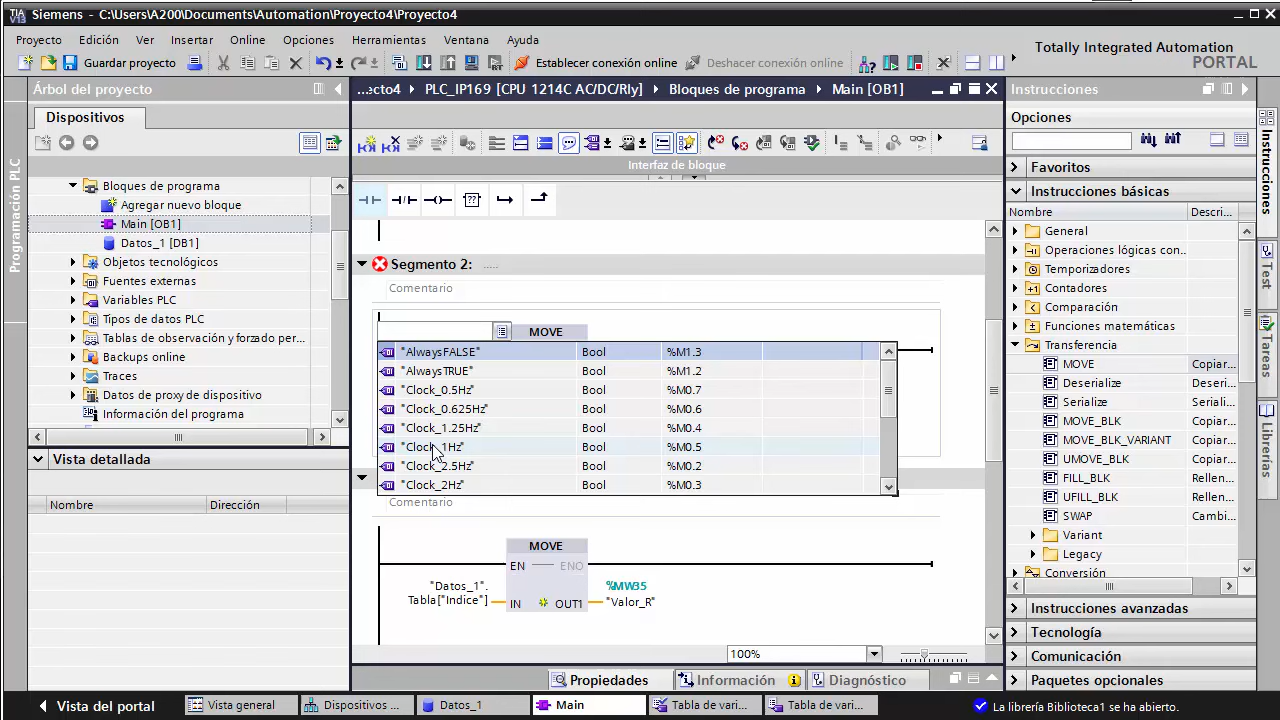 TIA V13 Siemens - C:\Users\A200\Documents\Automation\Proyecto4\Proyecto4
Proyecto Edición Ver Insertar Online Opciones Herramientas Ventana Ayuda
Totally Integrated Automation
PORTAL
Guardar proyecto Establecer conexión online Deshacer conexión online
Árbol del proyecto
...ecto4 PLC_IP169 [CPU 1214C AC/DC/Rly] Bloques de programa Main [OB1]
Instrucciones
Dispositivos
Opciones
Programación PLC
Interfaz de bloque
Favoritos
Instrucciones básicas
Nombre Descri...
Bloques de programa
Agregar nuevo bloque
Main [OB1]
Datos_1 [DB1]
Objetos tecnológicos
Fuentes externas
Variables PLC
Tipos de datos PLC
Tablas de observación y forzado per...
Backups online
Traces
Datos de proxy de dispositivo
Información del programa
Vista detallada
Nombre Dirección
??
Segmento 2: .....
Comentario
MOVE
"AlwaysFALSE" Bool %M1.3
"AlwaysTRUE" Bool %M1.2
"Clock_0.5Hz" Bool %M0.7
"Clock_0.625Hz" Bool %M0.6
"Clock_1.25Hz" Bool %M0.4
"Clock_1Hz" Bool %M0.5
"Clock_2.5Hz" Bool %M0.2
"Clock_2Hz" Bool %M0.3
Comentario
MOVE
EN ENO
"Datos_1".
Tabla["Indice"] IN OUT1
%MW35
"Valor_R"
100%
General
Operaciones lógicas con..
Temporizadores
Contadores
Comparación
Funciones matemáticas
Transferencia
MOVE Copiar...
Deserialize Deseri...
Serialize Seriali...
MOVE_BLK Copiar...
MOVE_BLK_VARIANT Copiar...
UMOVE_BLK Copiar...
FILL_BLK Rellen...
UFILL_BLK Rellen...
SWAP Cambi...
Variant
Legacy
Conversión
Instrucciones avanzadas
Tecnología
Comunicación
Paquetes opcionales
Instrucciones
Test
Tareas
Librerías
Propiedades Información Diagnóstico
Vista del portal Vista general Dispositivos ... Datos_1 Main Tabla de vari... Tabla de vari...
La librería Biblioteca1 se ha abierto.